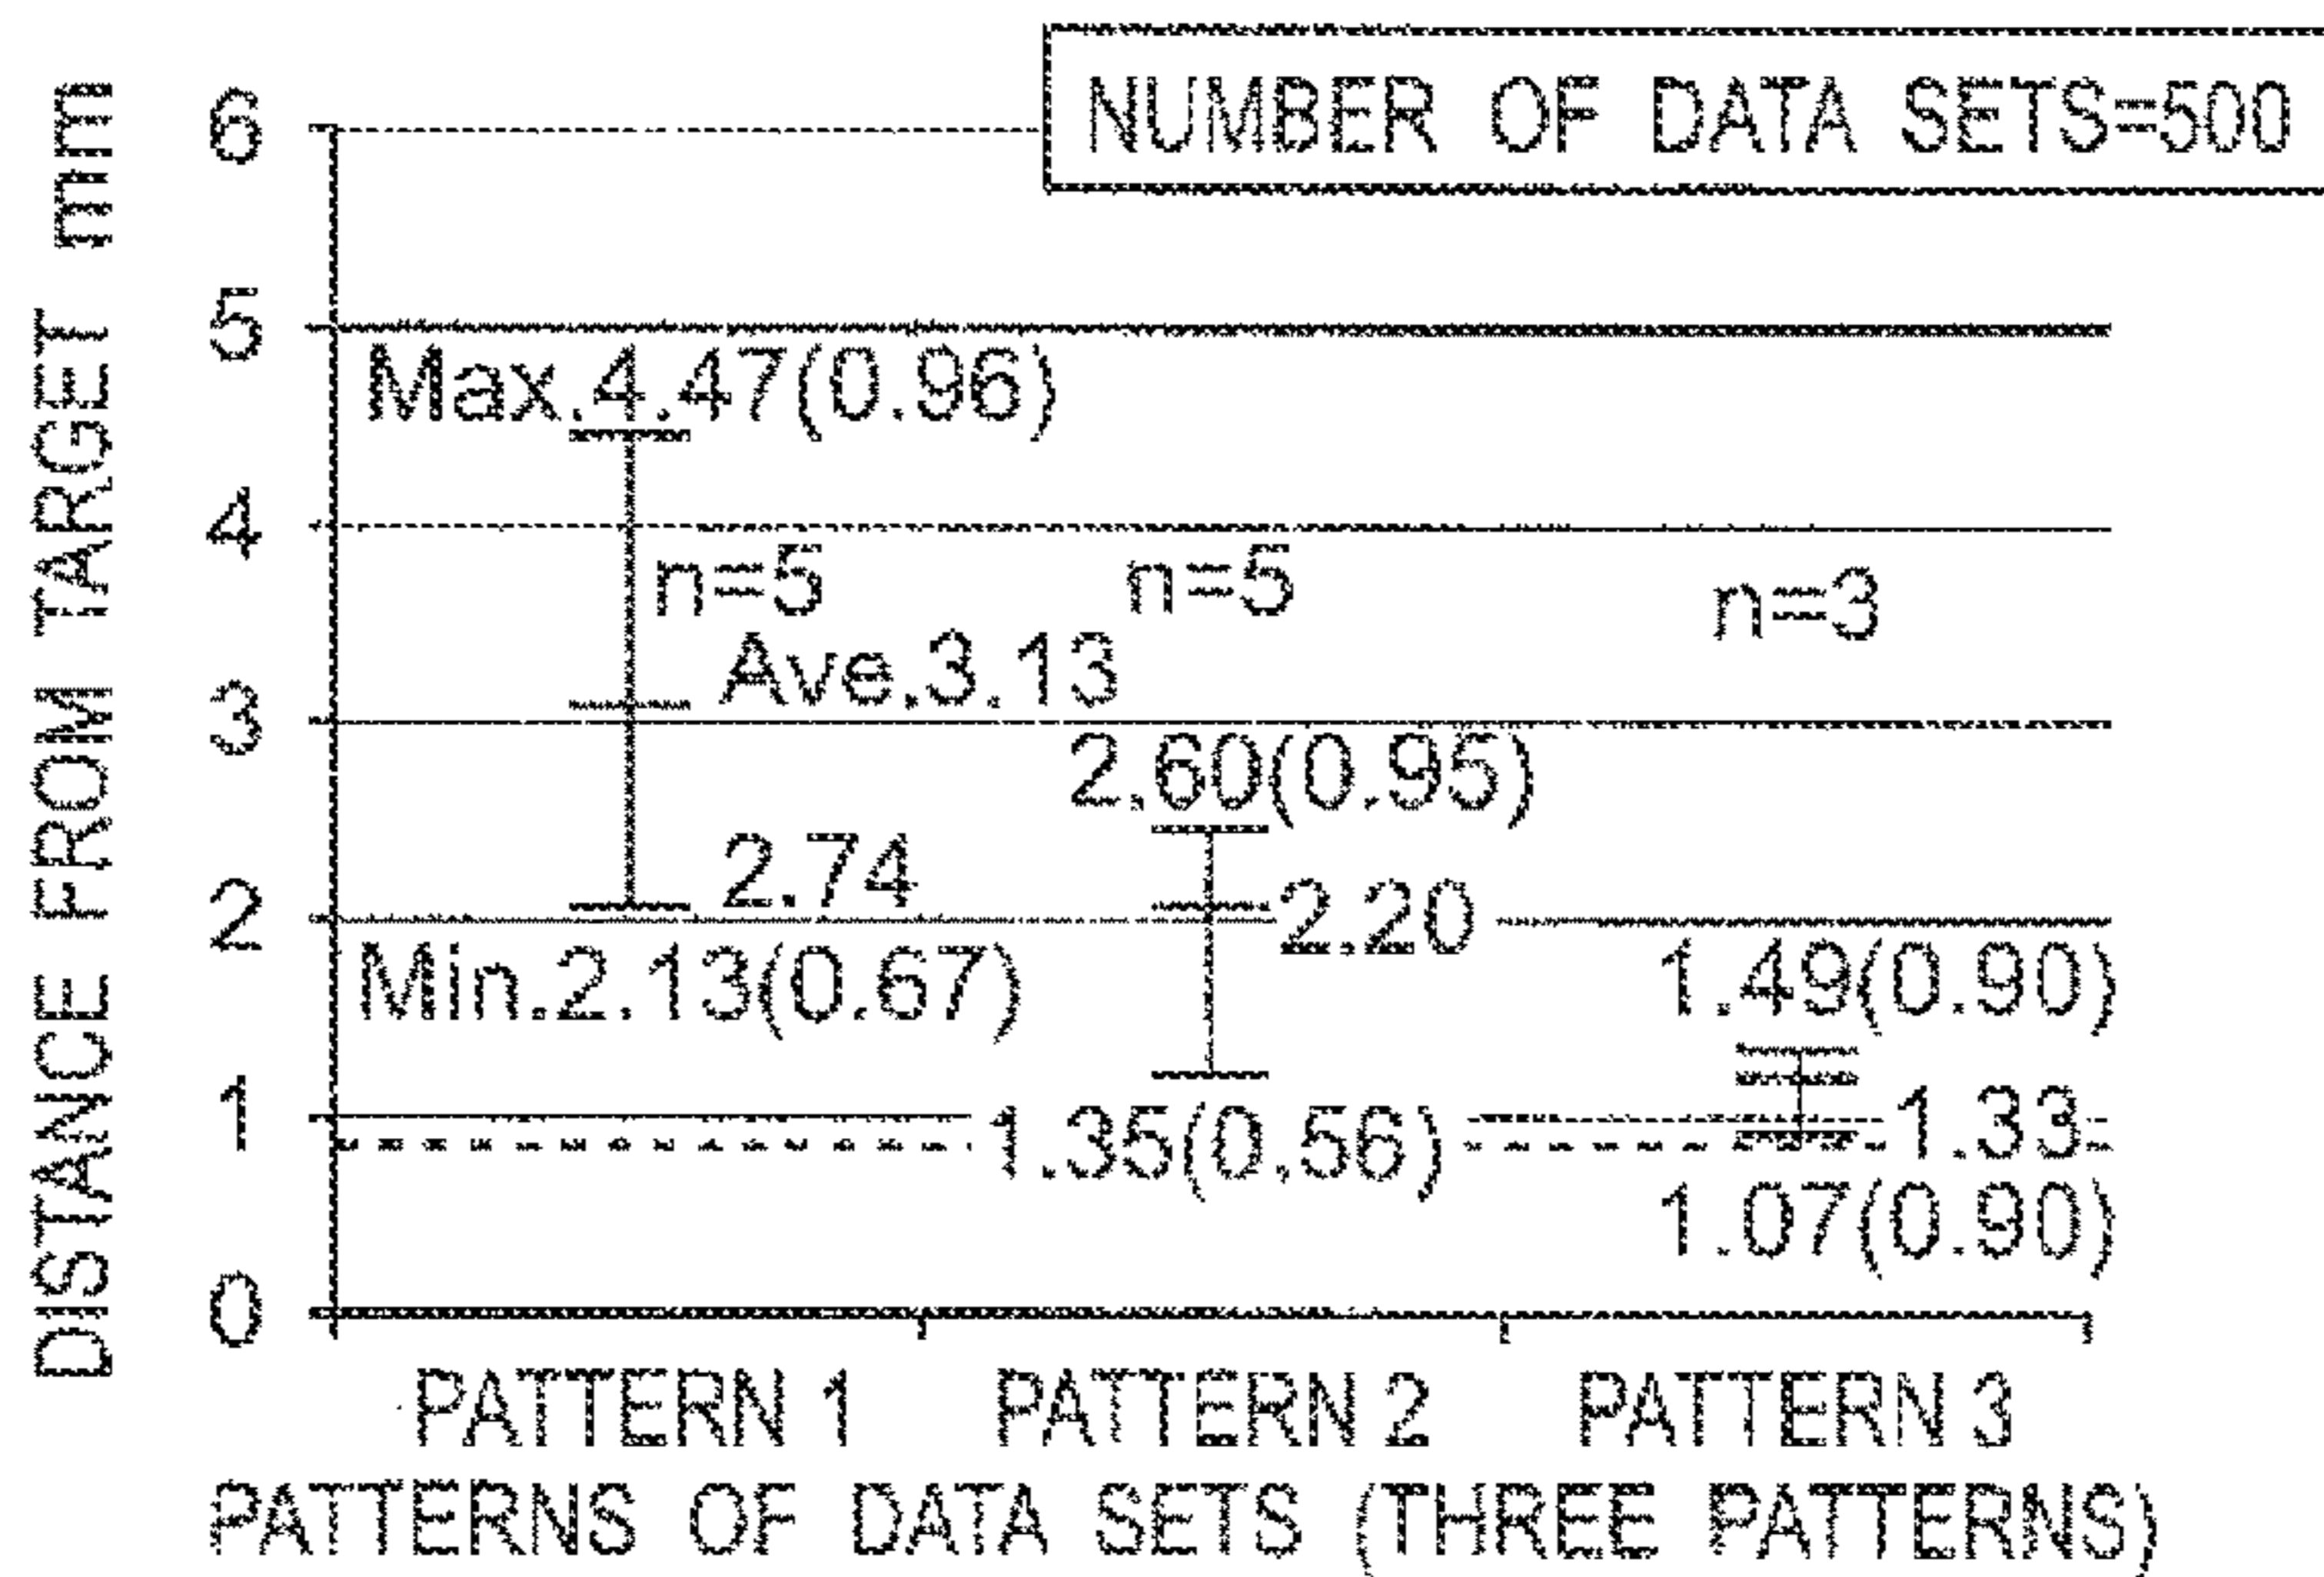 NUMBER OF DATA SETS=500
DISTANCE FROM TARGET mm
6
5
Max.4.47(0.96)
4
n=5
n=5
n=3
Ave.3.13
3
2.60(0.95)
2.74
2
2.20
Min.2.13(0.67)
1.49(0.90)
1
1.35(0.56)
1.33
1.07(0.90)
0
PATTERN 1
PATTERN 2
PATTERN 3
PATTERNS OF DATA SETS (THREE PATTERNS)